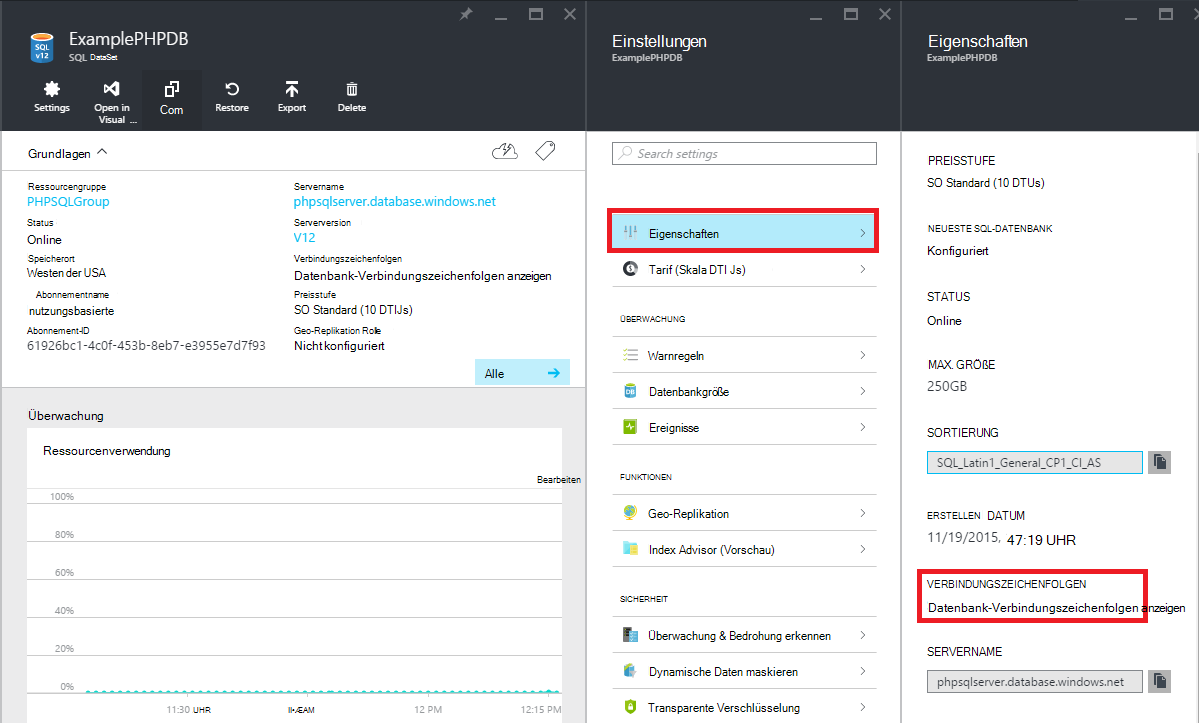 ExamplePHPDB
SQL DataSet
SQL
v12
Settings
Open in
Visual ...
Com
Restore
Export
Delete
Grundlagen
Ressourcengruppe
PHPSQLGroup
Status
Online
Speicherort
Westen der USA
Abonnementname
nutzungsbasierte
Abonnement-ID
61926bc1-4c0f-453b-8eb7-e3955e7d7f93
Servername
phpsqlserver.database.windows.net
Serverversion
V12
Verbindungszeichenfolgen
Datenbank-Verbindungszeichenfolgen anzeigen
Preisstufe
SO Standard (10 DTIJs)
Geo-Replikation Role
Nicht konfiguriert
Alle
Überwachung
Ressourcenverwendung
Bearbeiten
100%
80%
60%
40%
20%
0%
11:30 UHR
II•ÆAM
12 PM
12:15 PM
Einstellungen
ExamplePHPDB
Search settings
Eigenschaften
Tarif (Skala DTI Js)
ÜBERWACHUNG
Warnregeln
DB
Datenbankgröße
Ereignisse
FUNKTIONEN
Geo-Replikation
Index Advisor (Vorschau)
SICHERHEIT
Überwachung & Bedrohung erkennen
Dynamische Daten maskieren
Transparente Verschlüsselung
Eigenschaften
ExamplePHPDB
PREISSTUFE
SO Standard (10 DTUs)
NEUESTE SQL-DATENBANK
Konfiguriert
STATUS
Online
MAX. GRÖßE
250GB
SORTIERUNG
SQL_Latin1_General_CP1_CI_AS
ERSTELLEN DATUM
11/19/2015, 47:19 UHR
VERBINDUNGSZEICHENFOLGEN
Datenbank-Verbindungszeichenfolgen anzeigen
SERVERNAME
phpsqlserver.database.windows.net